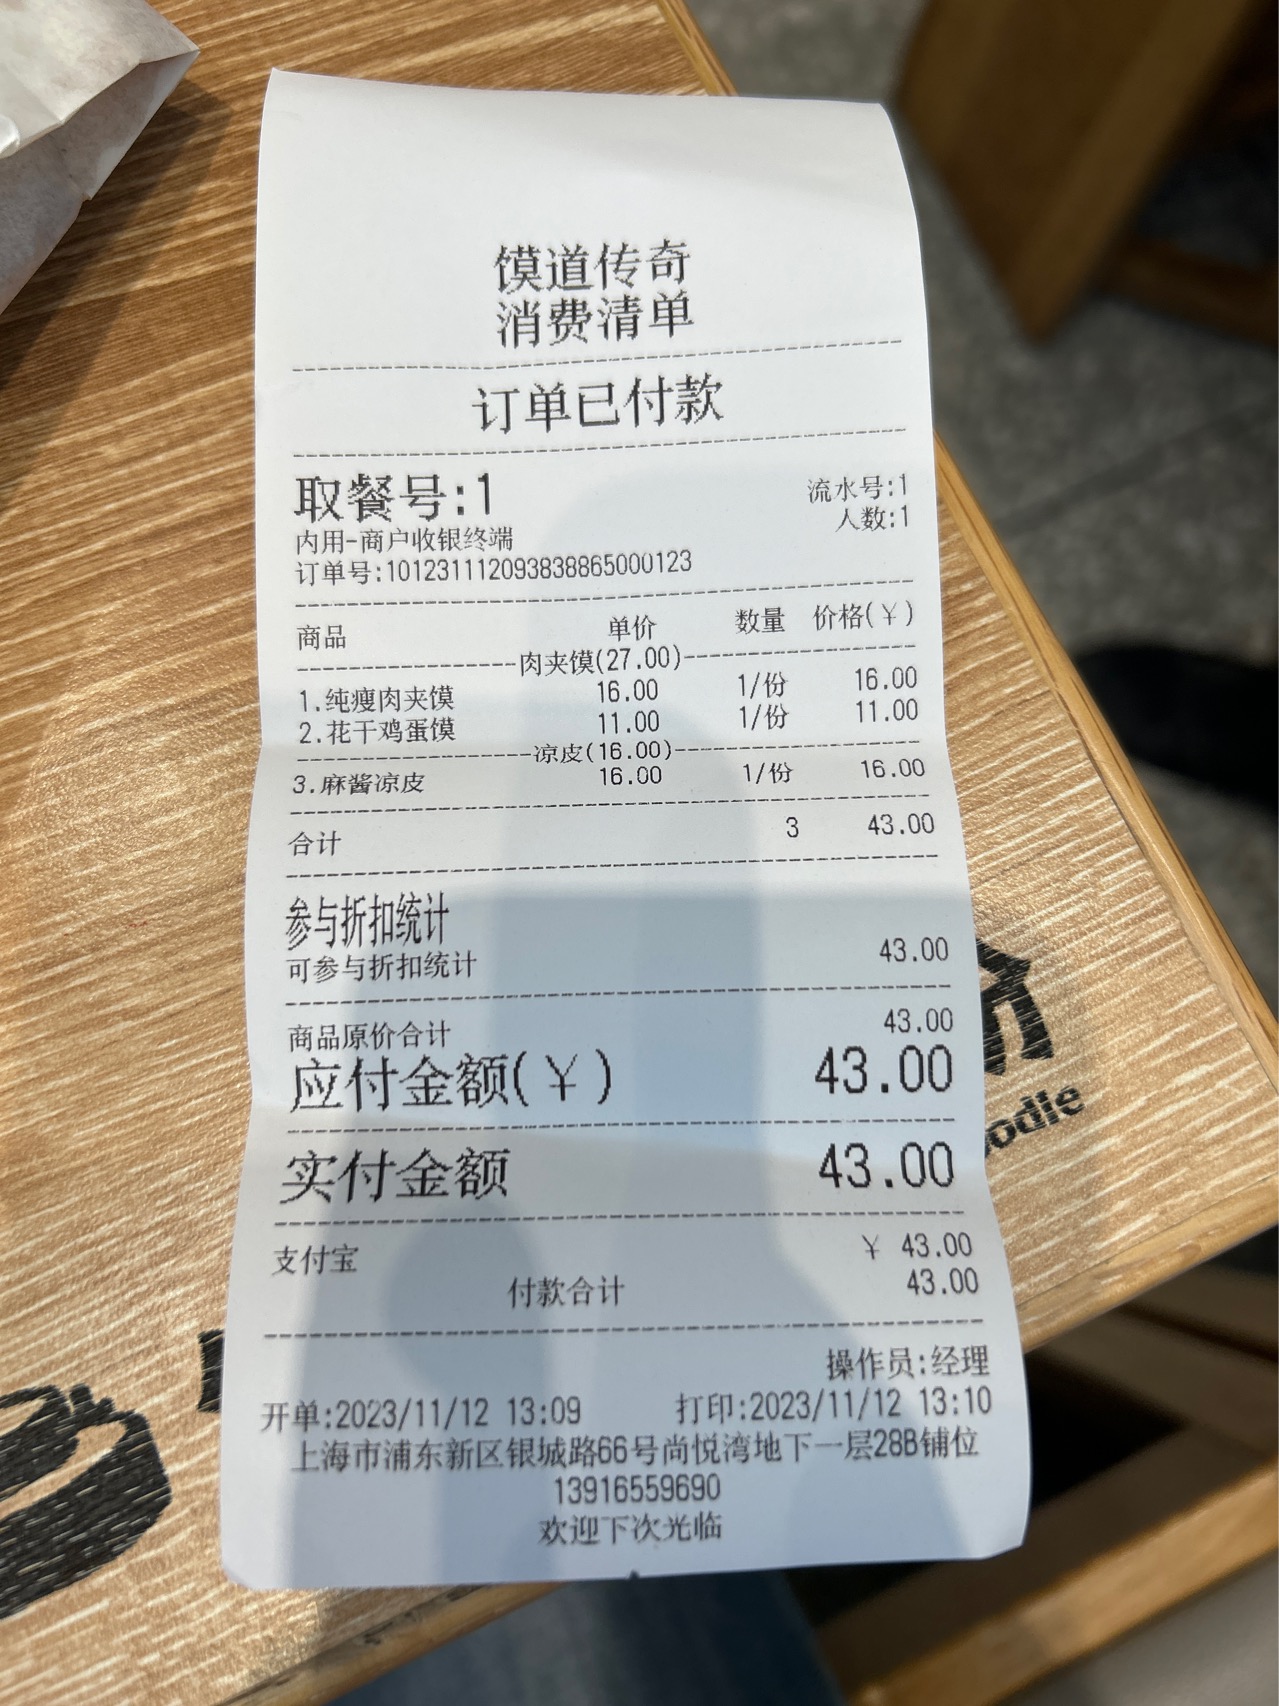 馍道传奇
消费清单
订单已付款
取餐号:1
流水号:1
人数:1
内用-商户收银终端
订单号:101231112093838865000123
商品 单价 数量 价格(￥)
肉夹馍(27.00)
1.纯瘦肉夹馍 16.00 1/份 16.00
2.花干鸡蛋馍 11.00 1/份 11.00
凉皮(16.00)
3.麻酱凉皮 16.00 1/份 16.00
合计 3 43.00
参与折扣统计
可参与折扣统计 43.00
商品原价合计 43.00
应付金额(￥) 43.00
实付金额 43.00
支付宝 ￥ 43.00
付款合计 43.00
操作员:经理
开单:2023/11/12 13:09 打印:2023/11/12 13:10
上海市浦东新区银城路66号尚悦湾地下一层28B铺位
13916559690
欢迎下次光临